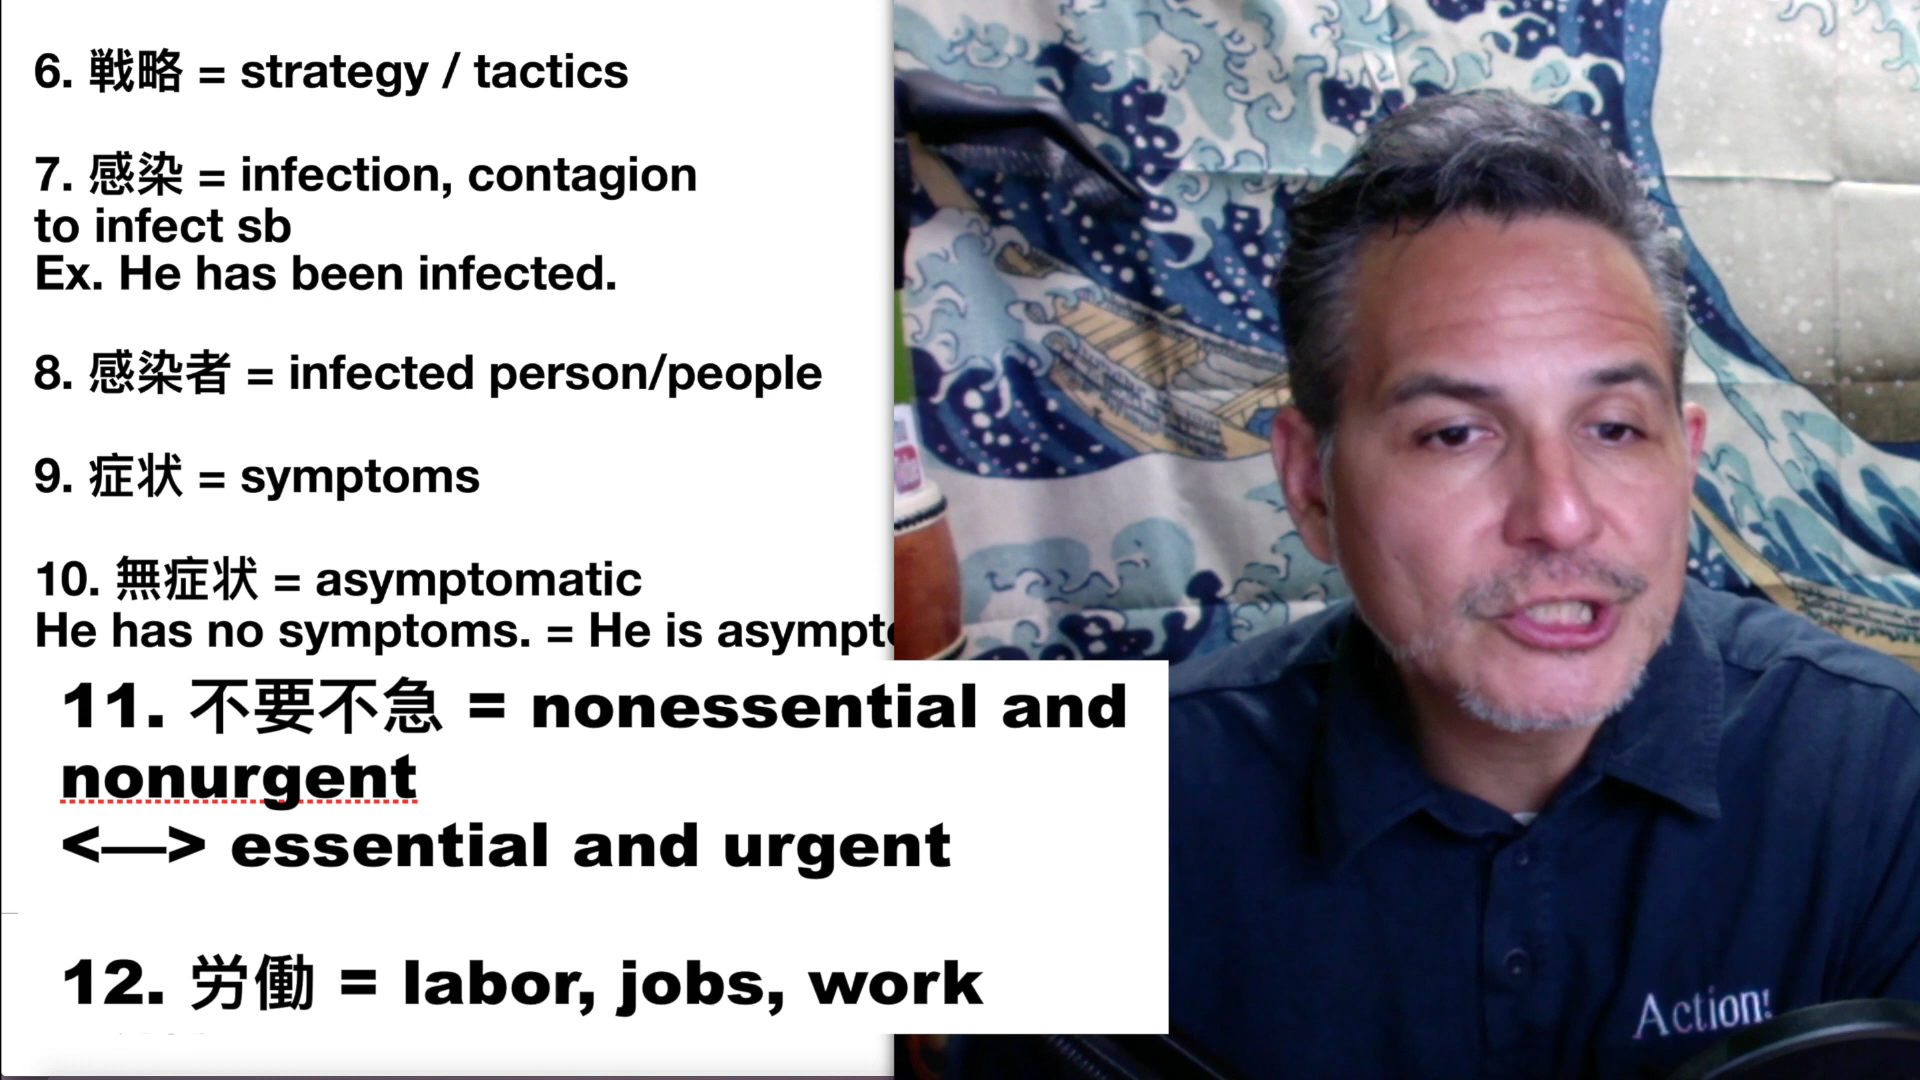 6. 戦略 = strategy / tactics
7. 感染 = infection, contagion
to infect sb
Ex. He has been infected.
8. 感染者 = infected person/people
9. 症状 = symptoms
10. 無症状 = asymptomatic
He has no symptoms. = He is asympt
11. 不要不急 = nonessential and
nonurgent
<—> essential and urgent
12. 労働 = labor, jobs, work
Action!